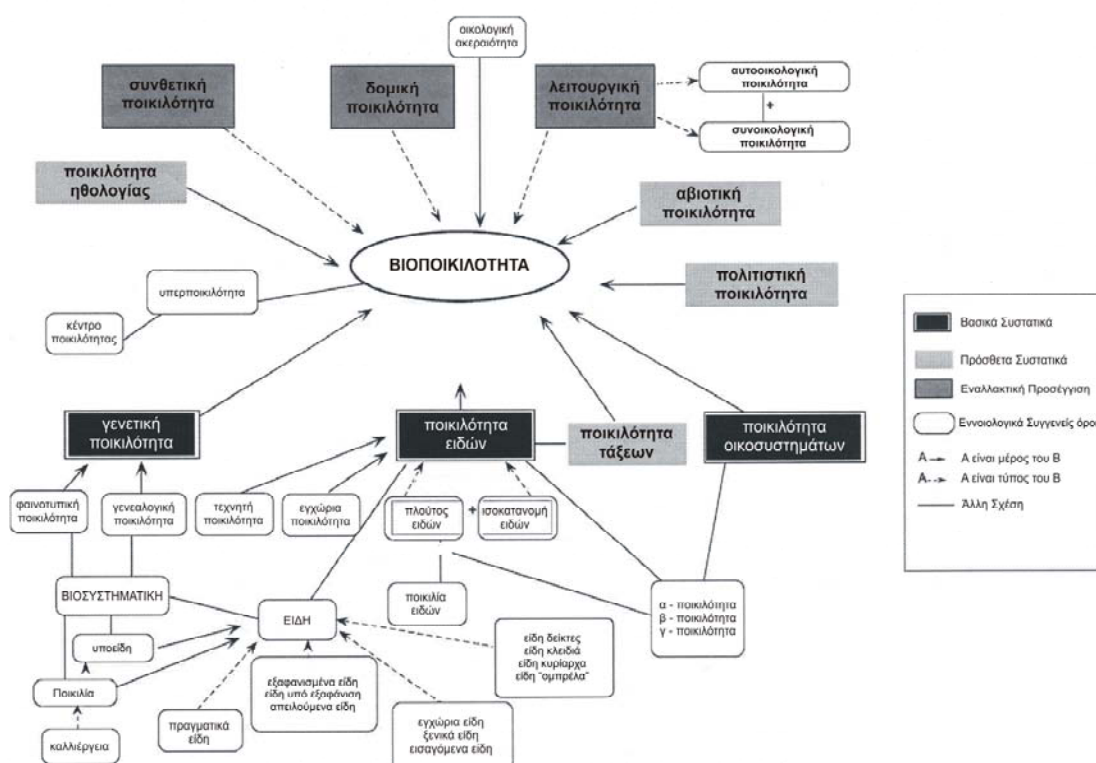 οικολογική
ακεραιότητα
συνθετική
ποικιλότητα
δομική
ποικιλότητα
λειτουργική
ποικιλότητα
αυτοοικολογική
ποικιλότητα
+
συνοικολογική
ποικιλότητα
ποικιλότητα
ηθολογίας
αβιοτική
ποικιλότητα
ΒΙΟΠΟΙΚΙΛΟΤΗΤΑ
πολιτιστική
ποικιλότητα
υπερποικιλότητα
κέντρο
ποικιλότητας
γενετική
ποικιλότητα
ποικιλότητα
ειδών
ποικιλότητα
τάξεων
ποικιλότητα
οικοσυστημάτων
φαινοτυπική
ποικιλότητα
γενεαλογική
ποικιλότητα
τεχνητή
ποικιλότητα
εγχώρια
ποικιλότητα
πλούτος
ειδών
+
ισοκατανομή
ειδών
ΒΙΟΣΥΣΤΗΜΑΤΙΚΗ
ΕΙΔΗ
ποικιλία
ειδών
α - ποικιλότητα
β - ποικιλότητα
γ - ποικιλότητα
υποείδη
Ποικιλία
καλλιέργεια
πραγματικά
είδη
εξαφανισμένα είδη
είδη υπό εξαφάνιση
απειλούμενα είδη
είδη δείκτες
είδη κλειδιά
είδη κυρίαρχα
είδη "ομπρέλα"
εγχώρια είδη
ξενικά είδη
εισαγόμενα είδη
Βασικά Συστατικά
Πρόσθετα Συστατικά
Εναλλακτική Προσέγγιση
Εννοιολογικά Συγγενείς όρο
Α Α είναι μέρος του Β
Α Α είναι τύπος του Β
Άλλη Σχέση